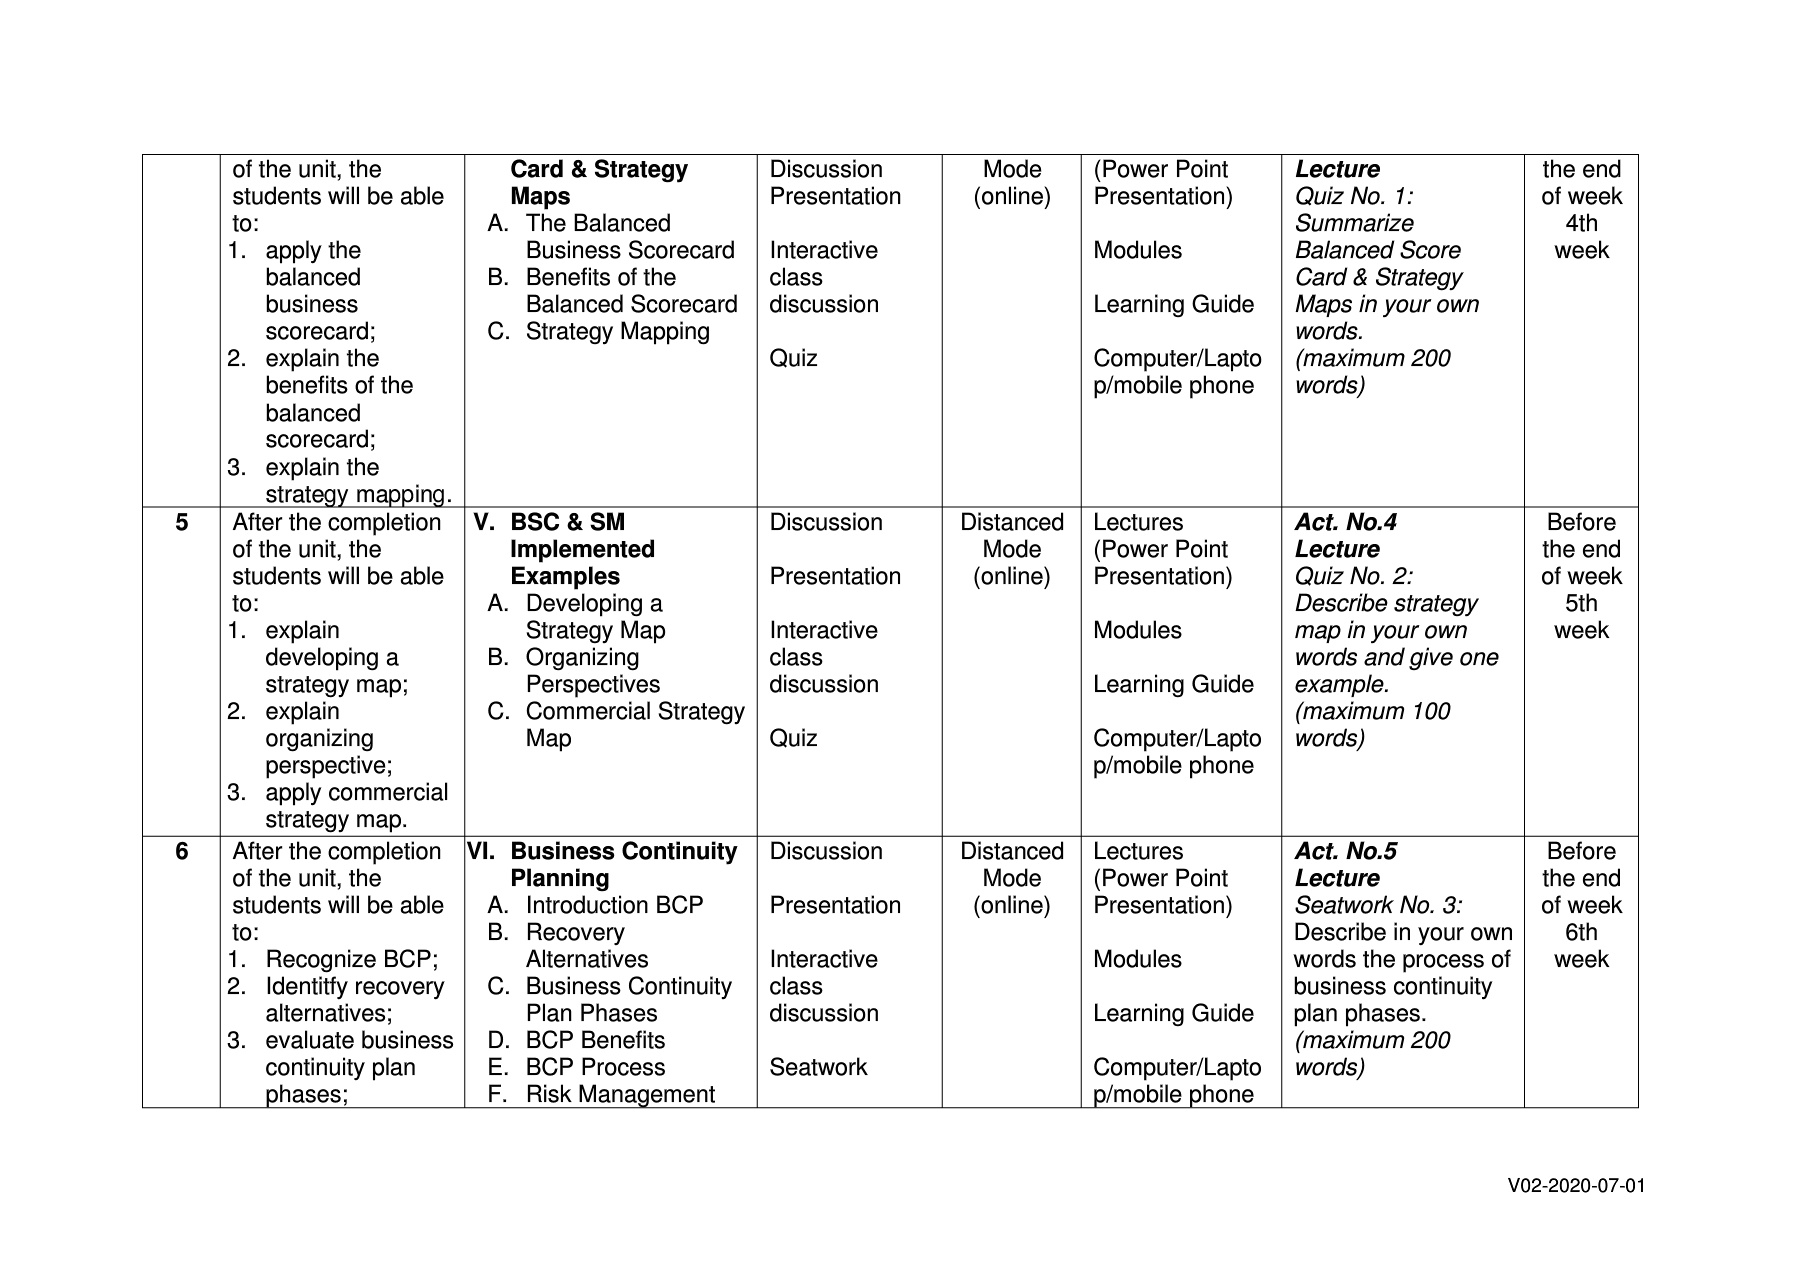 of the unit, the
students will be able
to:
1. apply the
balanced
business
scorecard;
2. explain the
benefits of the
balanced
scorecard;
3. explain the
strategy mapping.
Card & Strategy
Maps
A. The Balanced
Business Scorecard
B. Benefits of the
Balanced Scorecard
C. Strategy Mapping
Discussion
Presentation
Interactive
class
discussion
Quiz
Mode
(online)
(Power Point
Presentation)
Modules
Learning Guide
Computer/Lapto
p/mobile phone
Lecture
Quiz No. 1:
Summarize
Balanced Score
Card & Strategy
Maps in your own
words.
(maximum 200
words)
the end
of week
4th
week
5
After the completion
of the unit, the
students will be able
to:
1. explain
developing a
strategy map;
2. explain
organizing
perspective;
3. apply commercial
strategy map.
V. BSC & SM
Implemented
Examples
A. Developing a
Strategy Map
B. Organizing
Perspectives
C. Commercial Strategy
Map
Discussion
Presentation
Interactive
class
discussion
Quiz
Distanced
Mode
(online)
Lectures
(Power Point
Presentation)
Modules
Learning Guide
Computer/Lapto
p/mobile phone
Act. No.4
Lecture
Quiz No. 2:
Describe strategy
map in your own
words and give one
example.
(maximum 100
words)
Before
the end
of week
5th
week
6
After the completion
of the unit, the
students will be able
to:
1. Recognize BCP;
2. Identitfy recovery
alternatives;
3. evaluate business
continuity plan
phases;
VI. Business Continuity
Planning
A. Introduction BCP
B. Recovery
Alternatives
C. Business Continuity
Plan Phases
D. BCP Benefits
E. BCP Process
F. Risk Management
Discussion
Presentation
Interactive
class
discussion
Seatwork
Distanced
Mode
(online)
Lectures
(Power Point
Presentation)
Modules
Learning Guide
Computer/Lapto
p/mobile phone
Act. No.5
Lecture
Seatwork No. 3:
Describe in your own
words the process of
business continuity
plan phases.
(maximum 200
words)
Before
the end
of week
6th
week
V02-2020-07-01